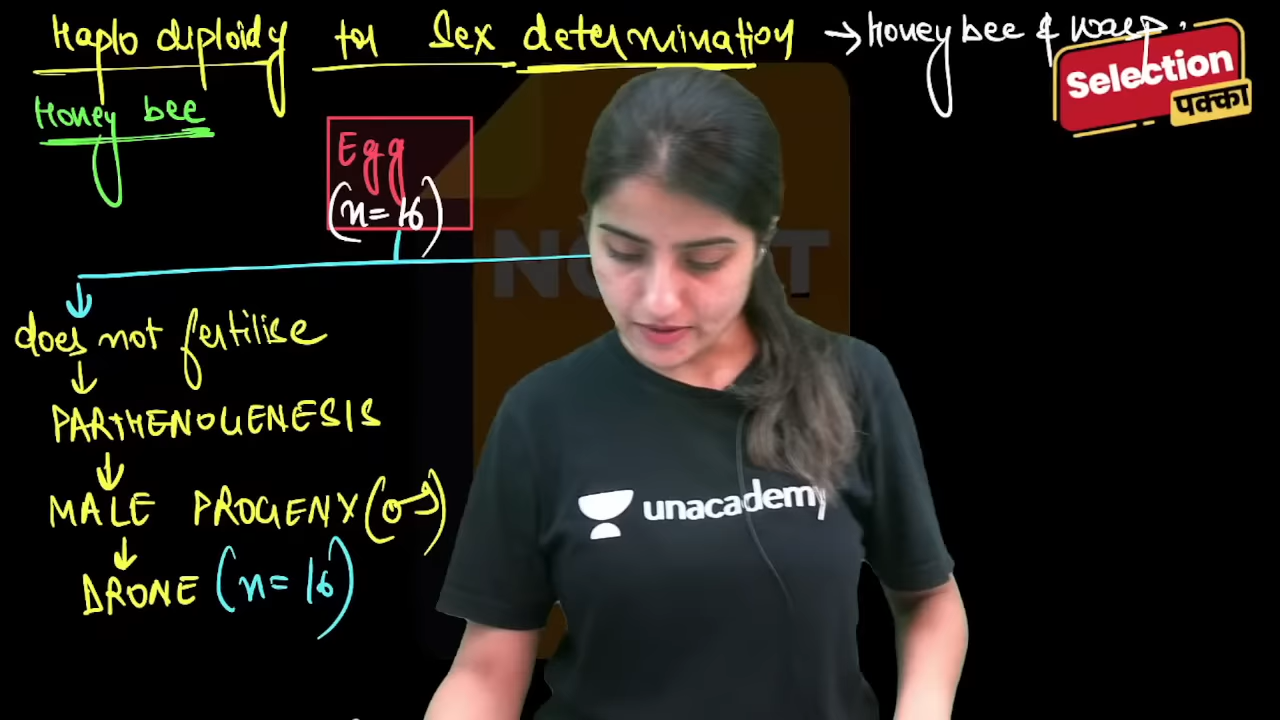 Haplo diploidy for Sex determination → Honey bee & wasp.
Selection
पक्का
Honey bee
Egg
(n=16)
does not fertilise
↓
PARTHENOGENESIS
↓
MALE PROGENY (♂)
↓
DRONE (n=16)
unacademy